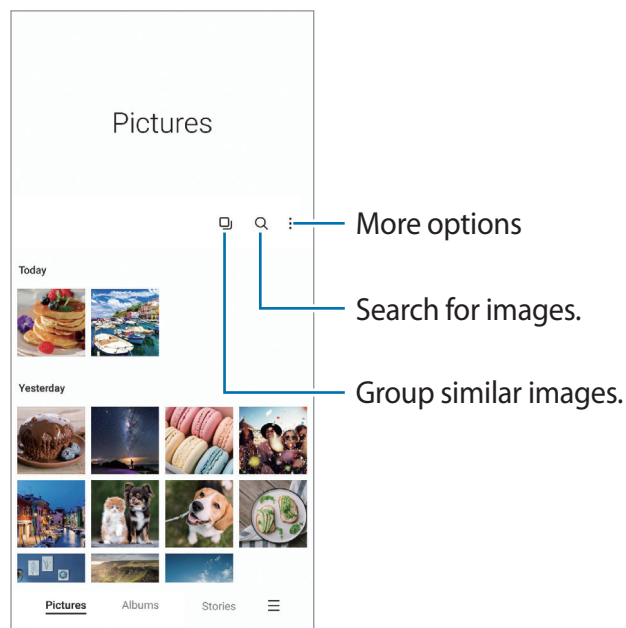 Pictures
More options
Today
Search for images.
Yesterday
Group similar images.
Pictures Albums Stories